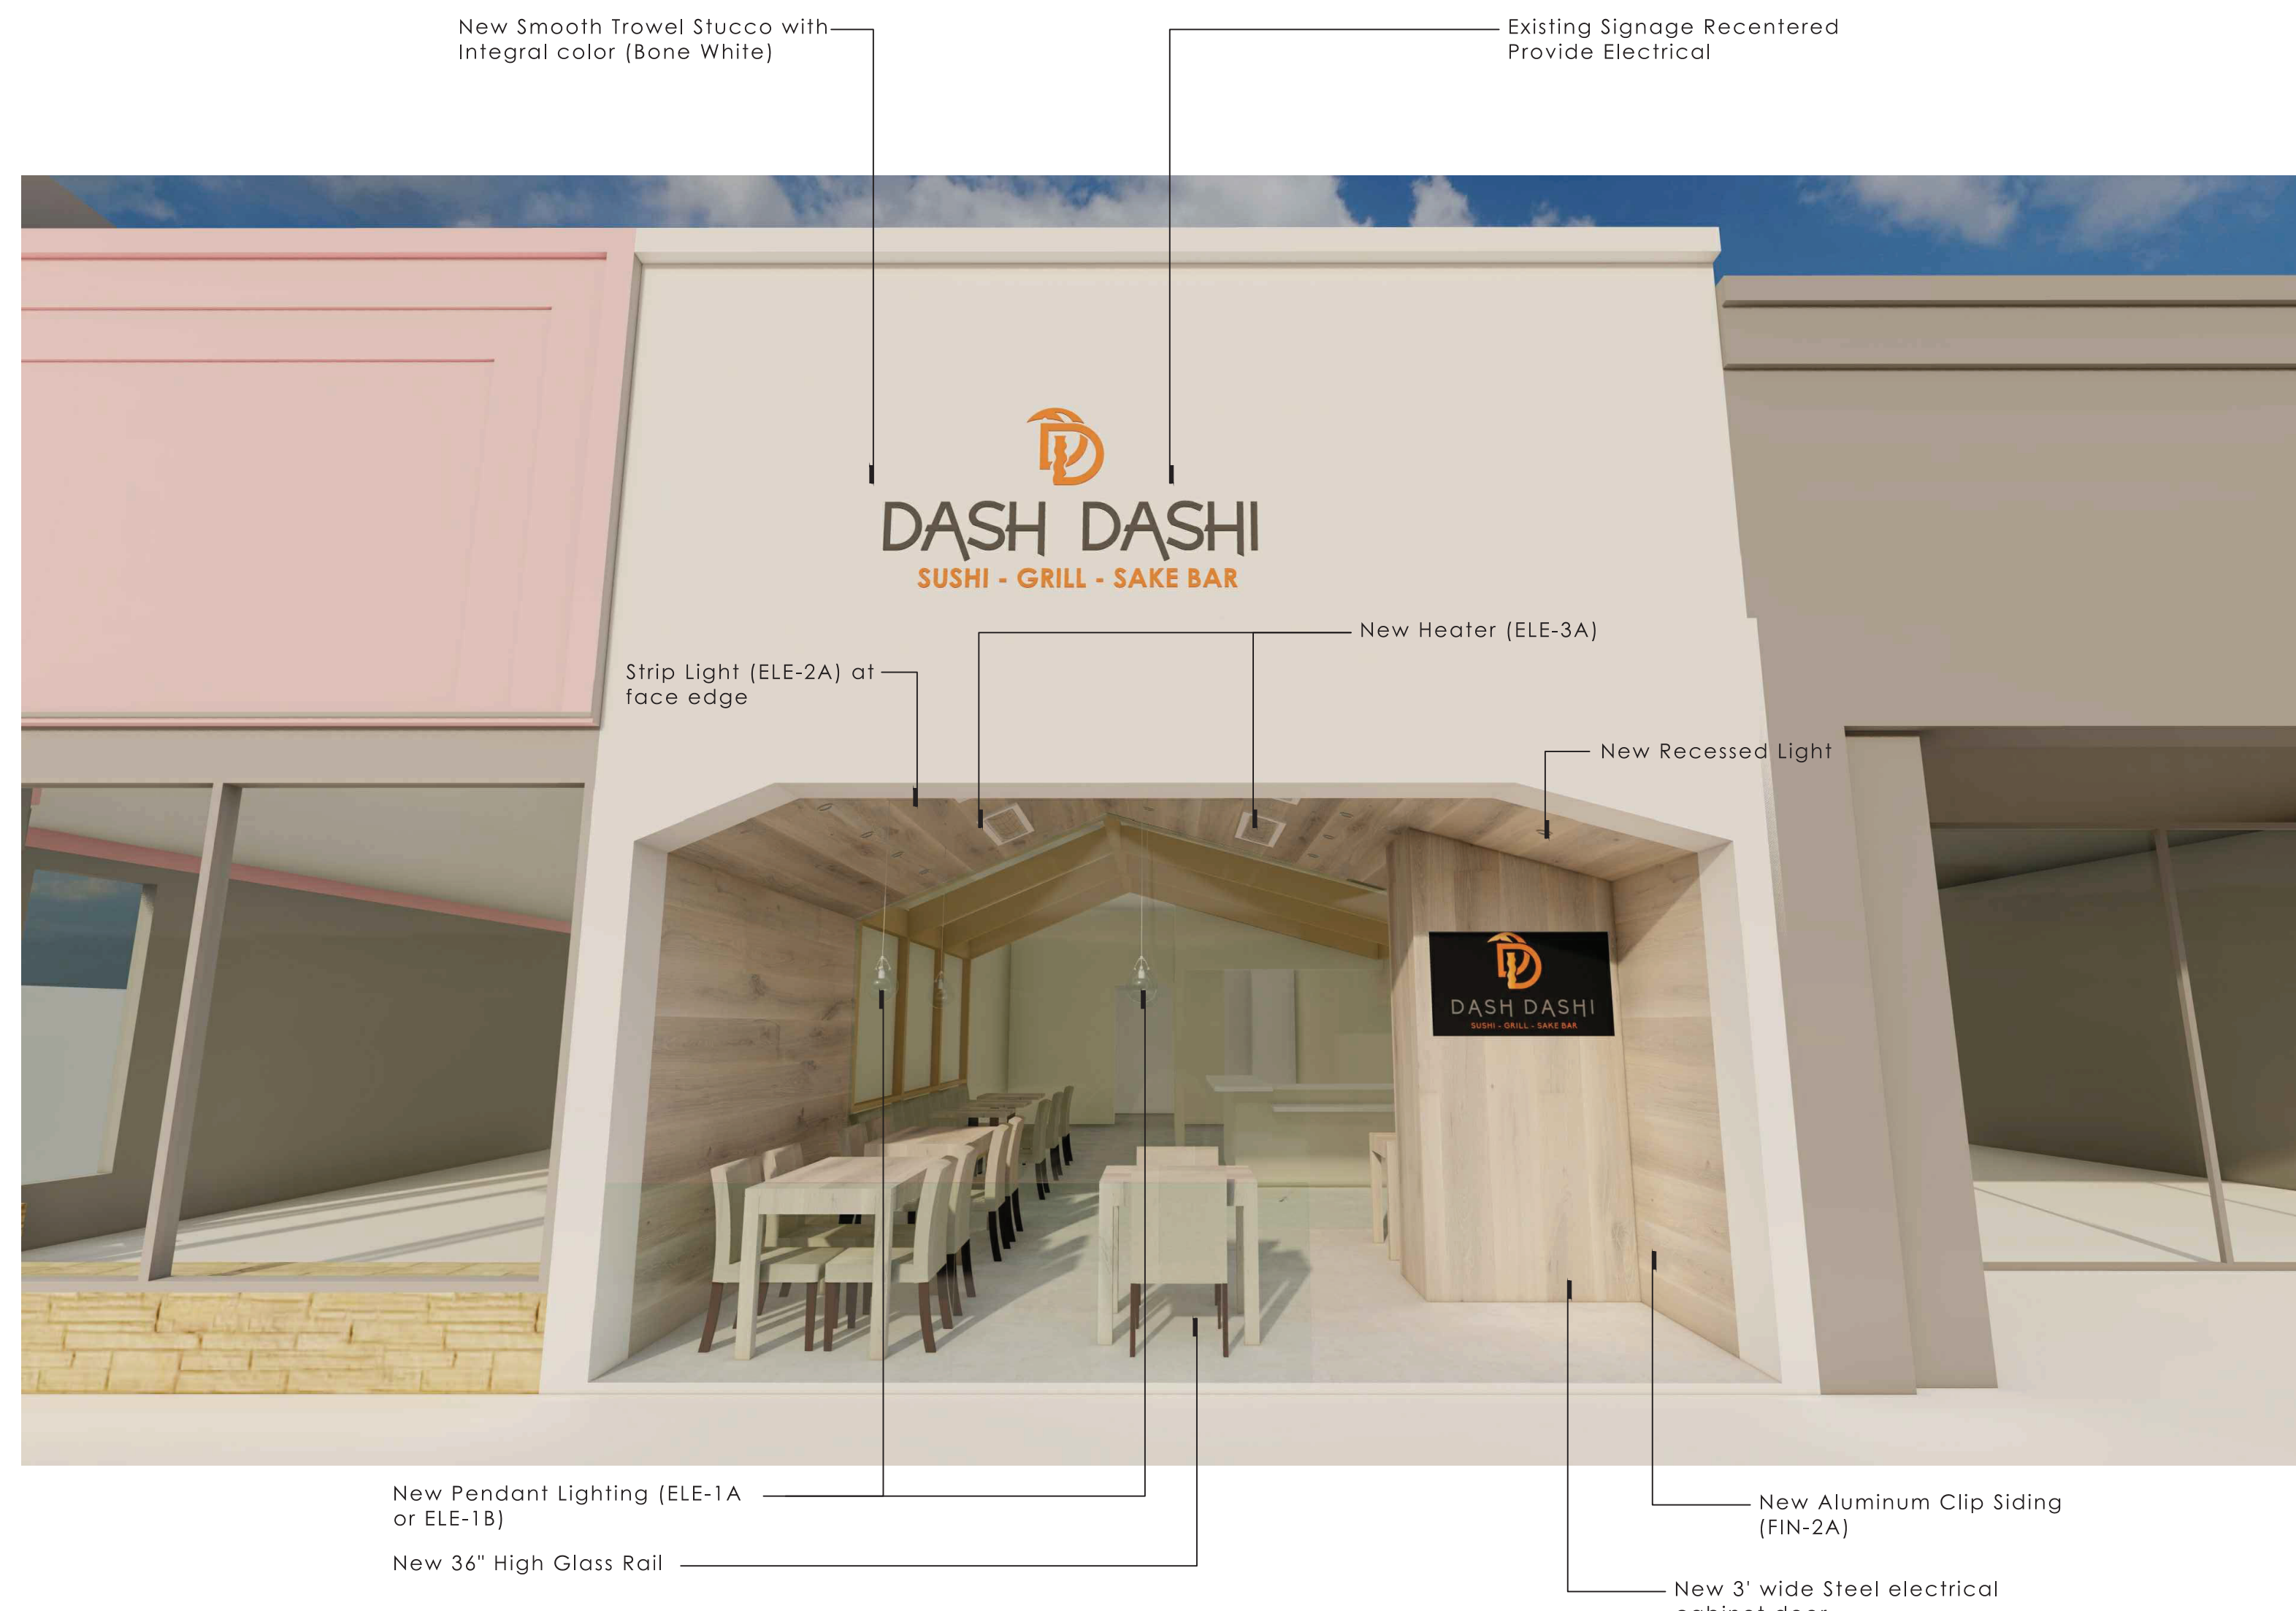 New Smooth Trowel Stucco with
Integral color (Bone White)
Existing Signage Recentered
Provide Electrical
DASH DASHI
SUSHI - GRILL - SAKE BAR
New Heater (ELE-3A)
Strip Light (ELE-2A) at
face edge
New Recessed Light
DASH DASHI
SUSHI - GRILL - SAKE BAR
New Pendant Lighting (ELE-1A
or ELE-1B)
New 36" High Glass Rail
New Aluminum Clip Siding
(FIN-2A)
New 3' wide Steel electrical
cabinet door